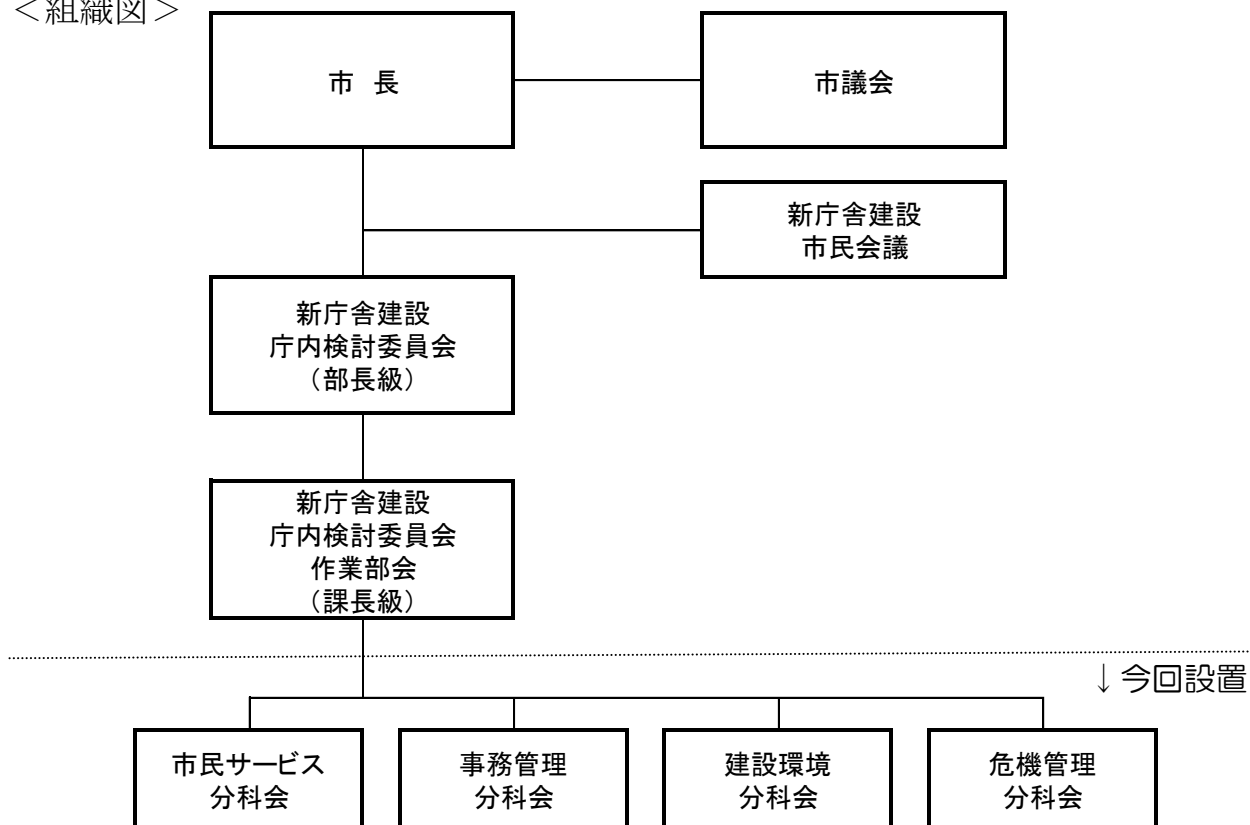 ＜組織図＞
市 長
市議会
新庁舎建設
市民会議
新庁舎建設
庁内検討委員会
（部長級）
新庁舎建設
庁内検討委員会
作業部会
（課長級）
↓今回設置
市民サービス
分科会
事務管理
分科会
建設環境
分科会
危機管理
分科会